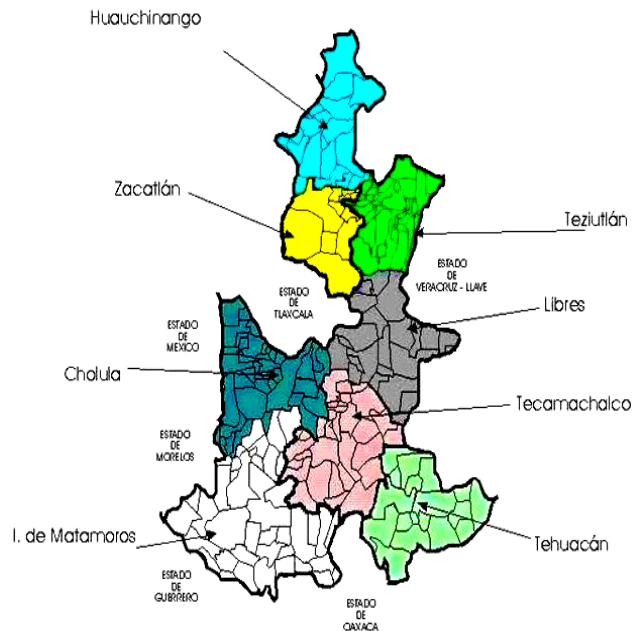 Huauchinango
Zacatlán
Teziutlán
ESTADO
DE
VERACRUZ - LLAVE
ESTADO
DE
TLAXCALA
Libres
ESTADO
DE
MEXICO
Cholula
Tecamachalco
ESTADO
DE
MORELOS
I. de Matamoros
Tehuacán
ESTADO
DE
GUERRERO
ESTADO
DE
OAXACA